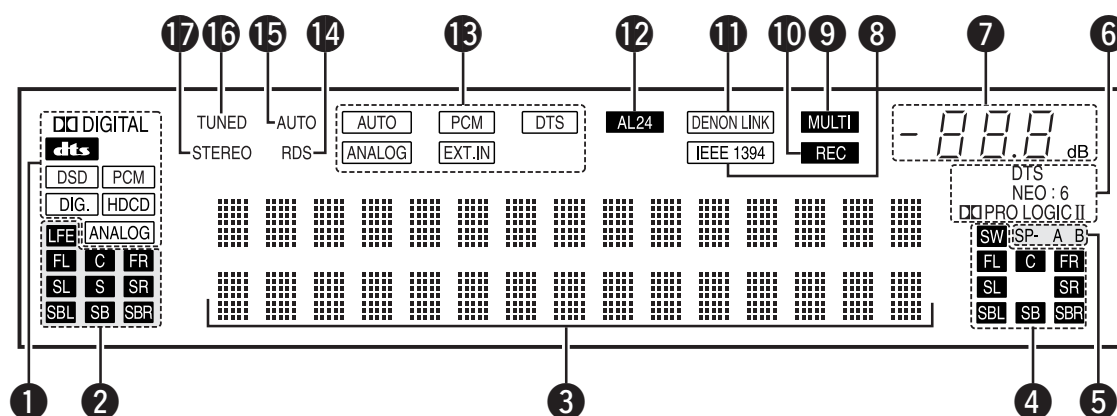 17 16 15 14 13 12 11 10 9 8 7 6
DIGITAL TUNED AUTO AUTO PCM DTS AL24 DENON LINK MULTI -88.8 dB
dts STEREO RDS ANALOG EXT.IN IEEE 1394 REC
DSD PCM DTS
DIG. HDCD NEO : 6
ANALOG PRO LOGIC II
LFE SW SP- A B
FL C FR FL C FR
SL S SR SL SR
SBL SB SBR SBL SB SBR
1 2 3 4 5